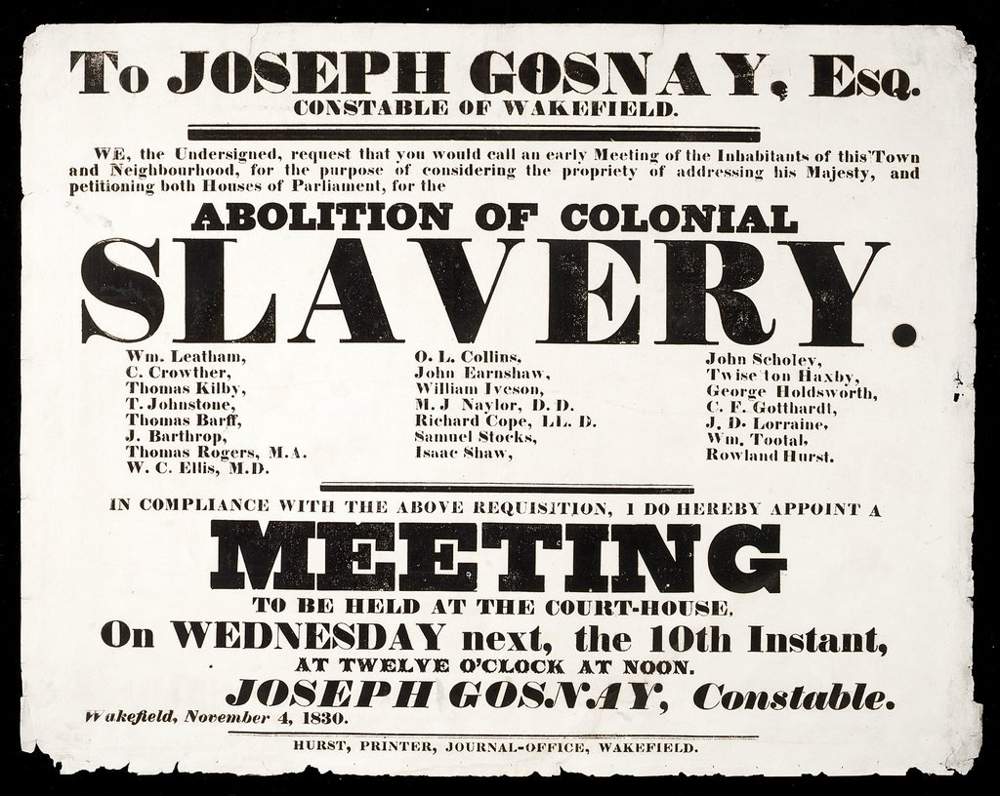 To JOSEPH GOSNAY, Esq.
CONSTABLE OF WAKEFIELD.
WE, the Undersigned, request that you would call an early Meeting of the Inhabitants of this Town
and Neighbourhood, for the purpose of considering the propriety of addressing his Majesty, and
petitioning both Houses of Parliament, for the
ABOLITION OF COLONIAL
SLAVERY.
Wm. Leatham,
C. Crowther,
Thomas Kilby,
T. Johnstone,
Thomas Barff,
J. Barthrop,
Thomas Rogers, M.A.
W. C. Ellis, M.D.
O. L. Collins,
John Earnshaw,
William Iveson,
M. J Naylor, D. D.
Richard Cope, LL. D.
Samuel Stocks,
Isaac Shaw,
John Scholey,
Twise ton Haxby,
George Holdsworth,
C. F. Gotthardt,
J. D. Lorraine,
Wm. Tootal,
Rowland Hurst.
IN COMPLIANCE WITH THE ABOVE REQUISITION, I DO HEREBY APPOINT A
MEETING
TO BE HELD AT THE COURT-HOUSE,
On WEDNESDAY next, the 10th Instant,
AT TWELVE O'CLOCK AT NOON.
JOSEPH GOSNAY, Constable.
Wakefield, November 4, 1830.
HURST, PRINTER, JOURNAL-OFFICE, WAKEFIELD.